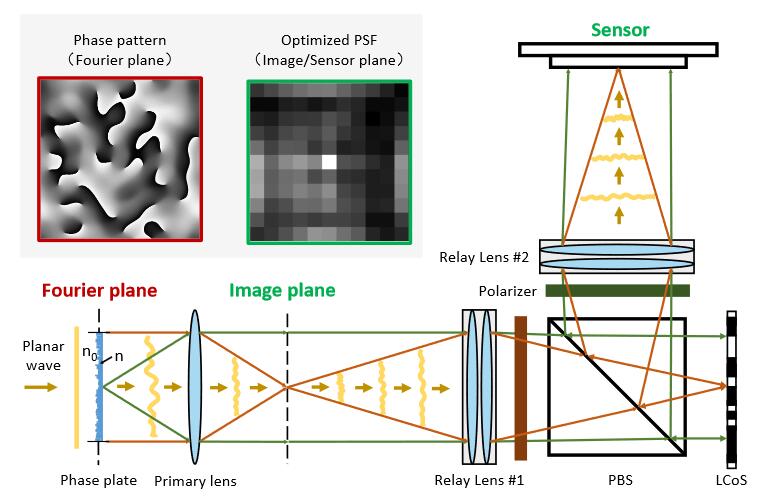 Phase pattern
（Fourier plane）
Optimized PSF
（Image/Sensor plane）
Sensor
Relay Lens #2
Polarizer
Fourier plane
Image plane
Planar
wave
n₀
n
Phase plate
Primary lens
Relay Lens #1
PBS
LCoS